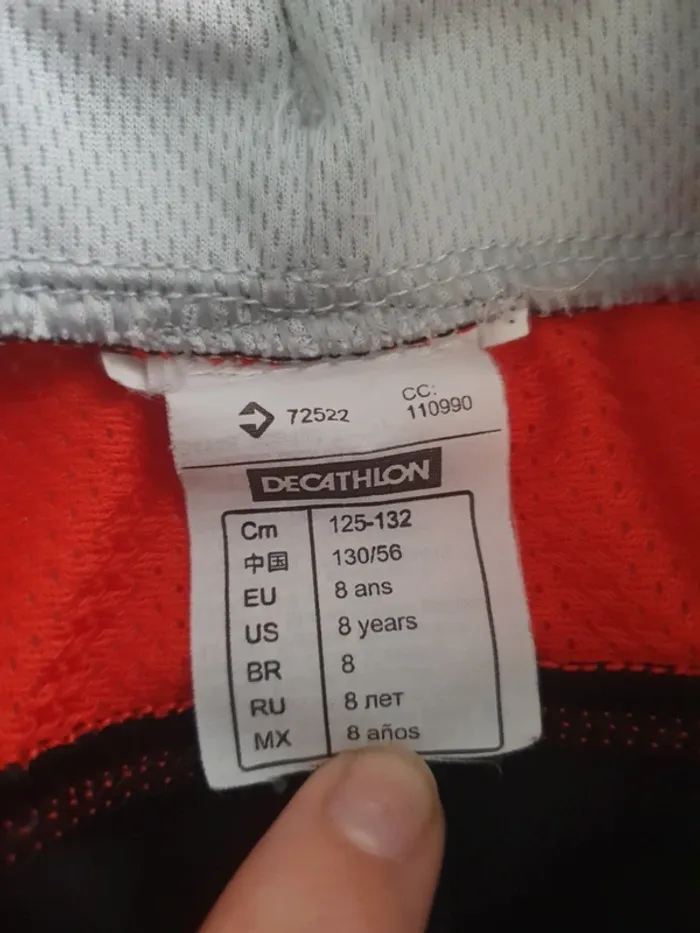 72522
CC:
110990
DECATHLON
Cm 125-132
中国 130/56
EU 8 ans
US 8 years
BR 8
RU 8 лет
MX 8 años